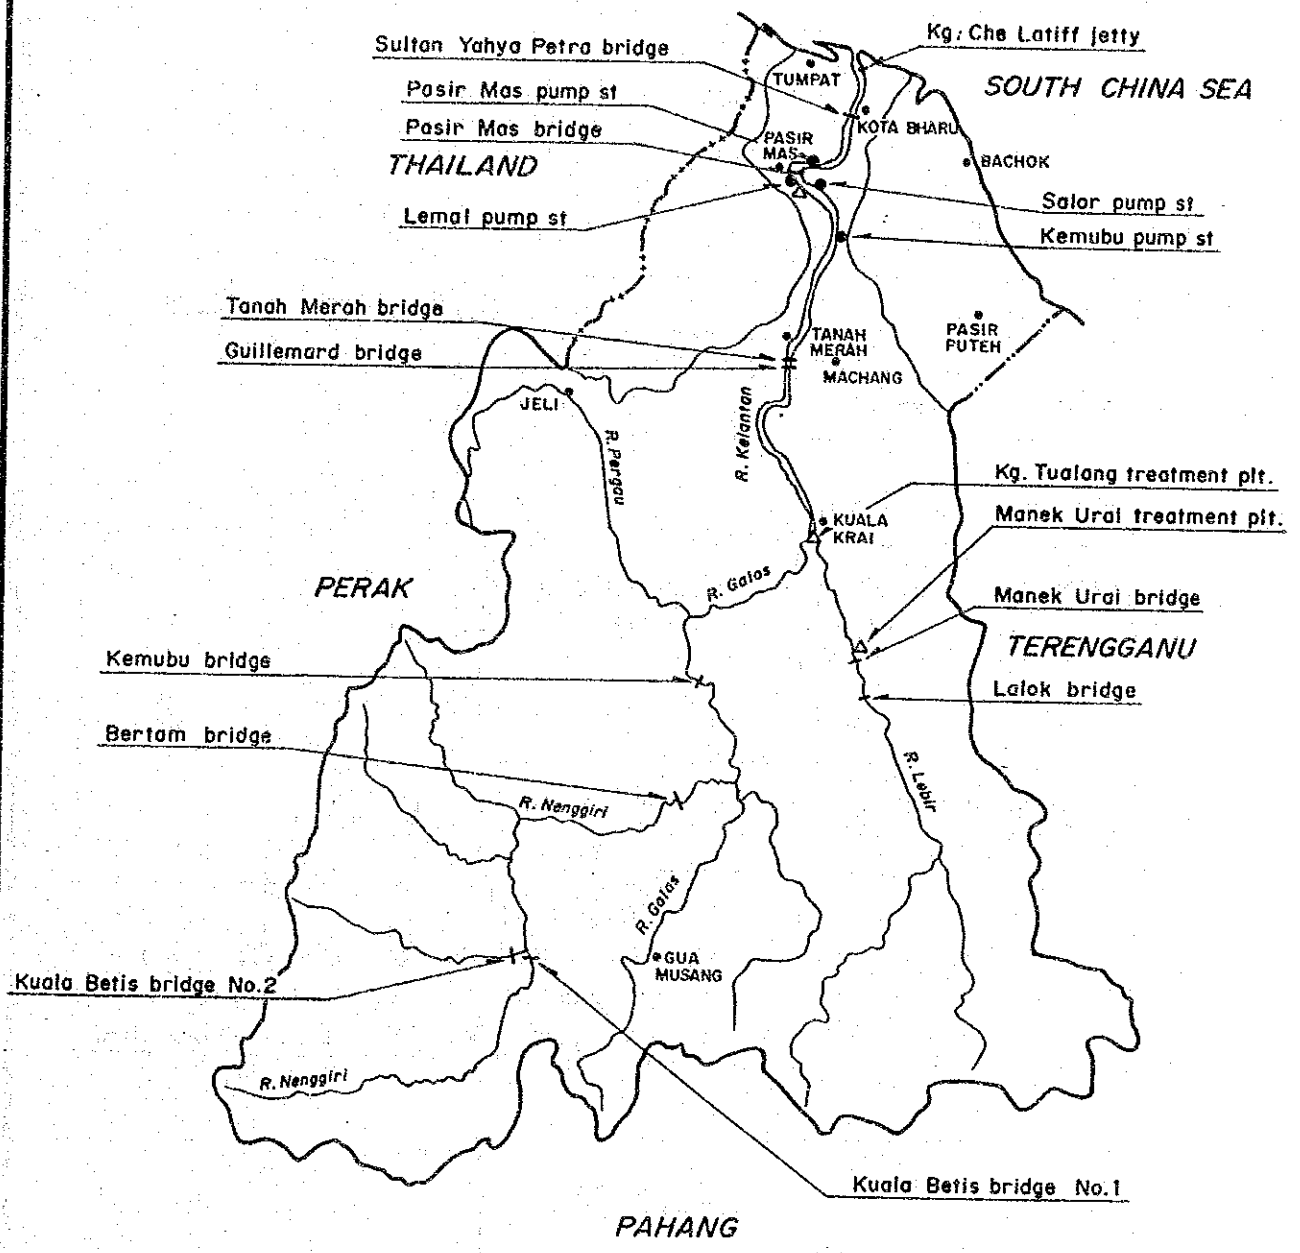 Kg. Che Latiff jetty
Sultan Yahya Petra bridge
SOUTH CHINA SEA
TUMPAT
Pasir Mas pump st
KOTA BHARU
Pasir Mas bridge
PASIR
MAS
THAILAND
BACHOK
Salor pump st
Lemal pump st
Kemubu pump st
Tanah Merah bridge
TANAH
MERAH
PASIR
PUTEH
Guillemard bridge
MACHANG
JELI
R. Kelantan
R. Pergau
Kg. Tualang treatment plt.
KUALA
KRAI
Manek Urai treatment plt.
PERAK
R. Galas
Manek Urai bridge
TERENGGANU
Kemubu bridge
Lalok bridge
Bertam bridge
R. Lebir
R. Nenggiri
R. Galas
GUA
MUSANG
Kuala Betis bridge No.2
R. Nenggiri
Kuala Betis bridge No.1
PAHANG